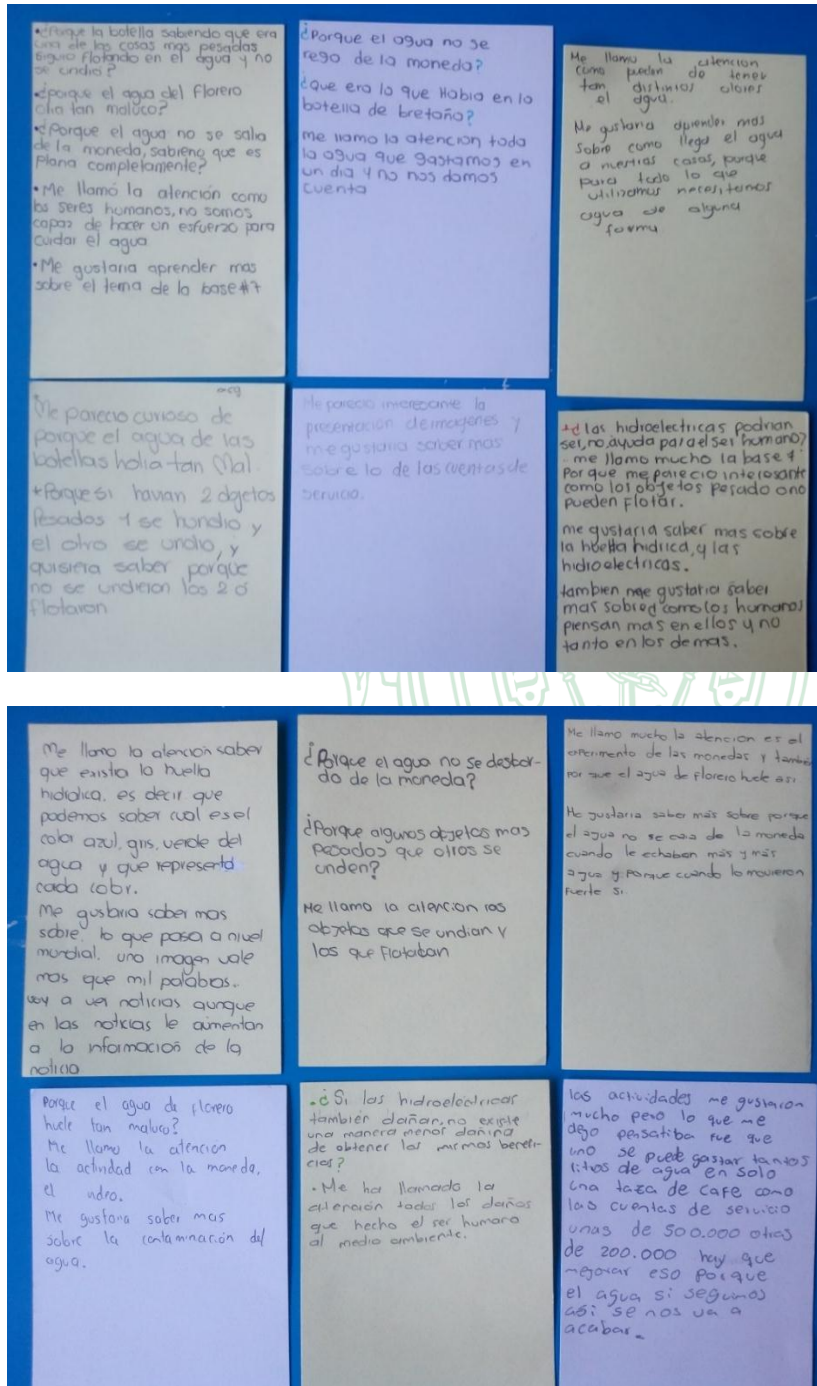 •¿Porque la botella sabiendo que era
una de las cosas mas pesadas
siguio flotando en el agua y no
se undio?
•¿porque el agua del florero
olia tan maluco?
•¿Porque el agua no se salia
de la moneda, sabieno que es
plana completamente?
•Me llamó la atención como
los seres humanos, no somos
capaz de hacer un esfuerzo para
cuidar el agua
•Me gustaria aprender mas
sobre el tema de la base #7
¿Porque el agua no se
rego de la moneda?
¿que era lo que Habia en la
botella de bretaña?
me llamo la atencion toda
la agua que gastamos en
un dia y no nos damos
cuenta
Me llamo la atencion
como pueden de tener
tan distintos colores
el agua.
Me gustaria aprender mas
sobre como llega el agua
a nuestras casas, porque
para todo lo que
utilizamos necesitamos
agua de alguna
forma
Me parecio curioso de
porque el agua de las
botellas holia tan Mal.
+Porque si havian 2 objetos
Pesados 1 se hundio y
el otro se undio, y
quisiera saber porque
no se undieron los 2 o
flotaron
Me parecio interesante la
precentación de imagenes y
me gustaria saber mas
sobre lo de las cuentas de
servicio.
+¿las hidroelectricas podrian
ser, no, ayuda para el ser humano?
me llamo mucho la base 7
Por que me parecio interesante
como los objetos pesado o no
pueden flotar.
me gustaria saber mas sobre
la huella hidrica, y las
hidroelectricas.
tambien me gustaria saber
mas sobre como los humanos
piensan mas en ellos y no
tanto en los demas.
Me llamo la atencion saber
que existia la huella
hidrolica. es decir que
podemos saber cual es el
color azul, gris, verde del
agua y que representa
cada color.
Me gustaria saber mas
sobre lo que pasa a nivel
mundial. una imagen vale
mas que mil palabras.
voy a ver noticias aunque
en las noticias le aumentan
a la informacion de la
noticia
¿Porque el agua no se desbor-
do de la moneda?
¿Porque algunos objetos mas
pecados que otros se
unden?
Me llamo la atencion los
objetos que se undian y
los que flotaban
Me llamo mucho la atencion es el
experimento de las monedas y tambien
por que el agua de florero huele asi
Me gustaria saber más sobre porque
el agua no se caia de la moneda
cuando le echaban más y más
agua y porque cuando lo movieron
fuerte si.
Porque el agua de florero
huele tan maluco?
Me llamo la atención
la actividad con la moneda,
el video.
Me gustaria saber mas
sobre la contaminación del
agua.
•¿Si las hidroelectricas
también dañan, no existe
una manera menor dañina
de obtener los mismos benefi-
cios?
•Me ha llamado la
atención todos los daños
que hecho el ser humano
al medio ambiente.
las actividades me gustaron
mucho pero lo que me
dejo pensatiba fue que
uno se puede gastar tantos
litros de agua en solo
una taza de cafe como
las cuentas de servicio
unas de 500.000 otras
de 200.000 hay que
mejorar eso porque
el agua si seguimos
asi se nos va a
acabar.